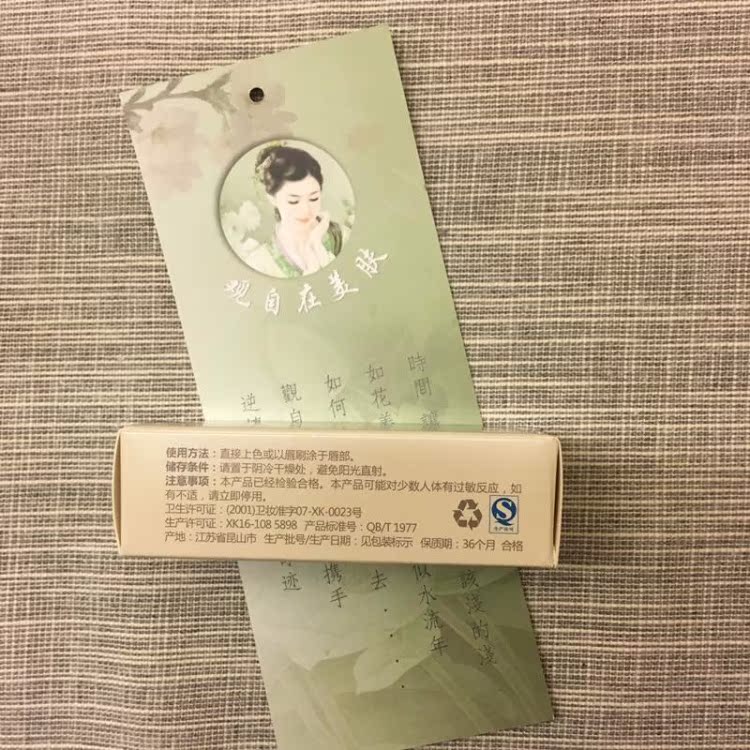 观自在美肤
時間
如花美
如何
觀自
逆
使用方法：直接上色或以唇刷涂于唇部。
储存条件：请置于阴冷干燥处，避免阳光直射。
注意事项：本产品已经检验合格。本产品可能对少数人体有过敏反应，如
有不适，请立即停用。
卫生许可证：(2001)卫妆准字07-XK-0023号
生产许可证：XK16-108 5898 产品标准号：QB/T 1977
产地：江苏省昆山市 生产批号/生产日期：见包装标示 保质期：36个月 合格
生产许可
該淺的淺
似水流年
去......
携手
迹